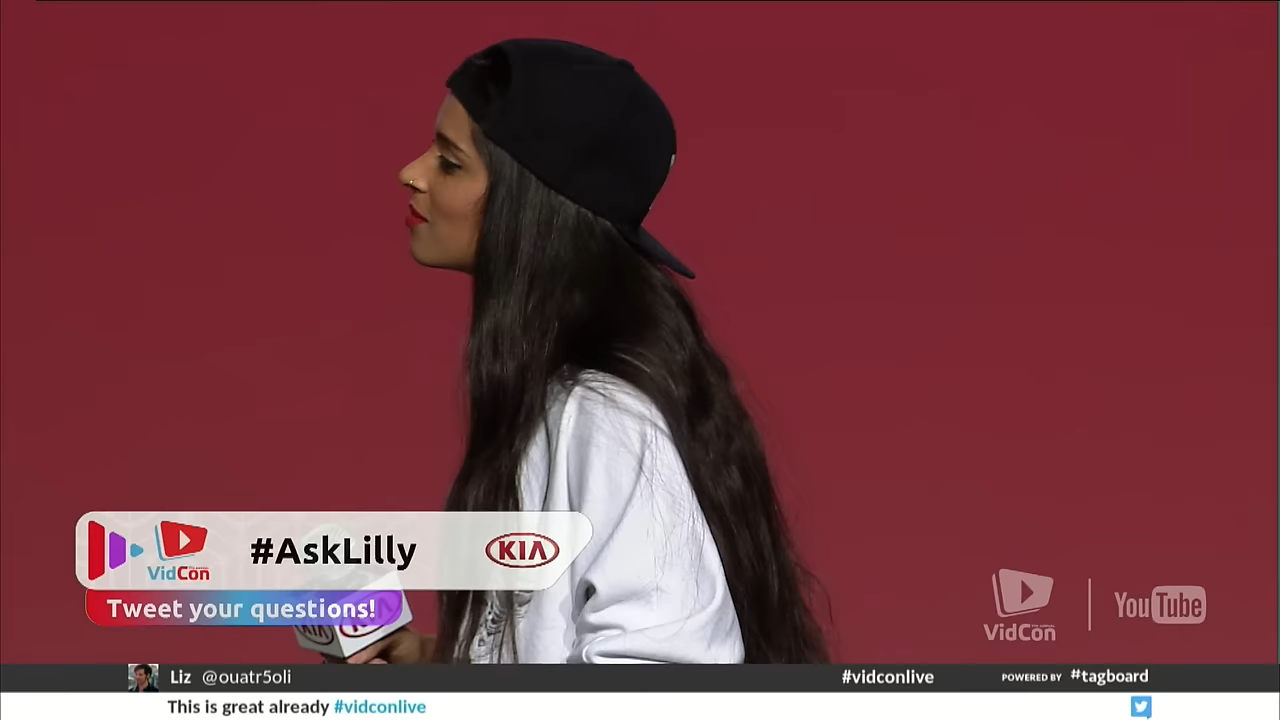 VidCon
#AskLilly
KIA
Tweet your questions!
KIA
VidCon
YouTube
Liz @ouatr5oli
#vidconlive
POWERED BY #tagboard
This is great already #vidconlive